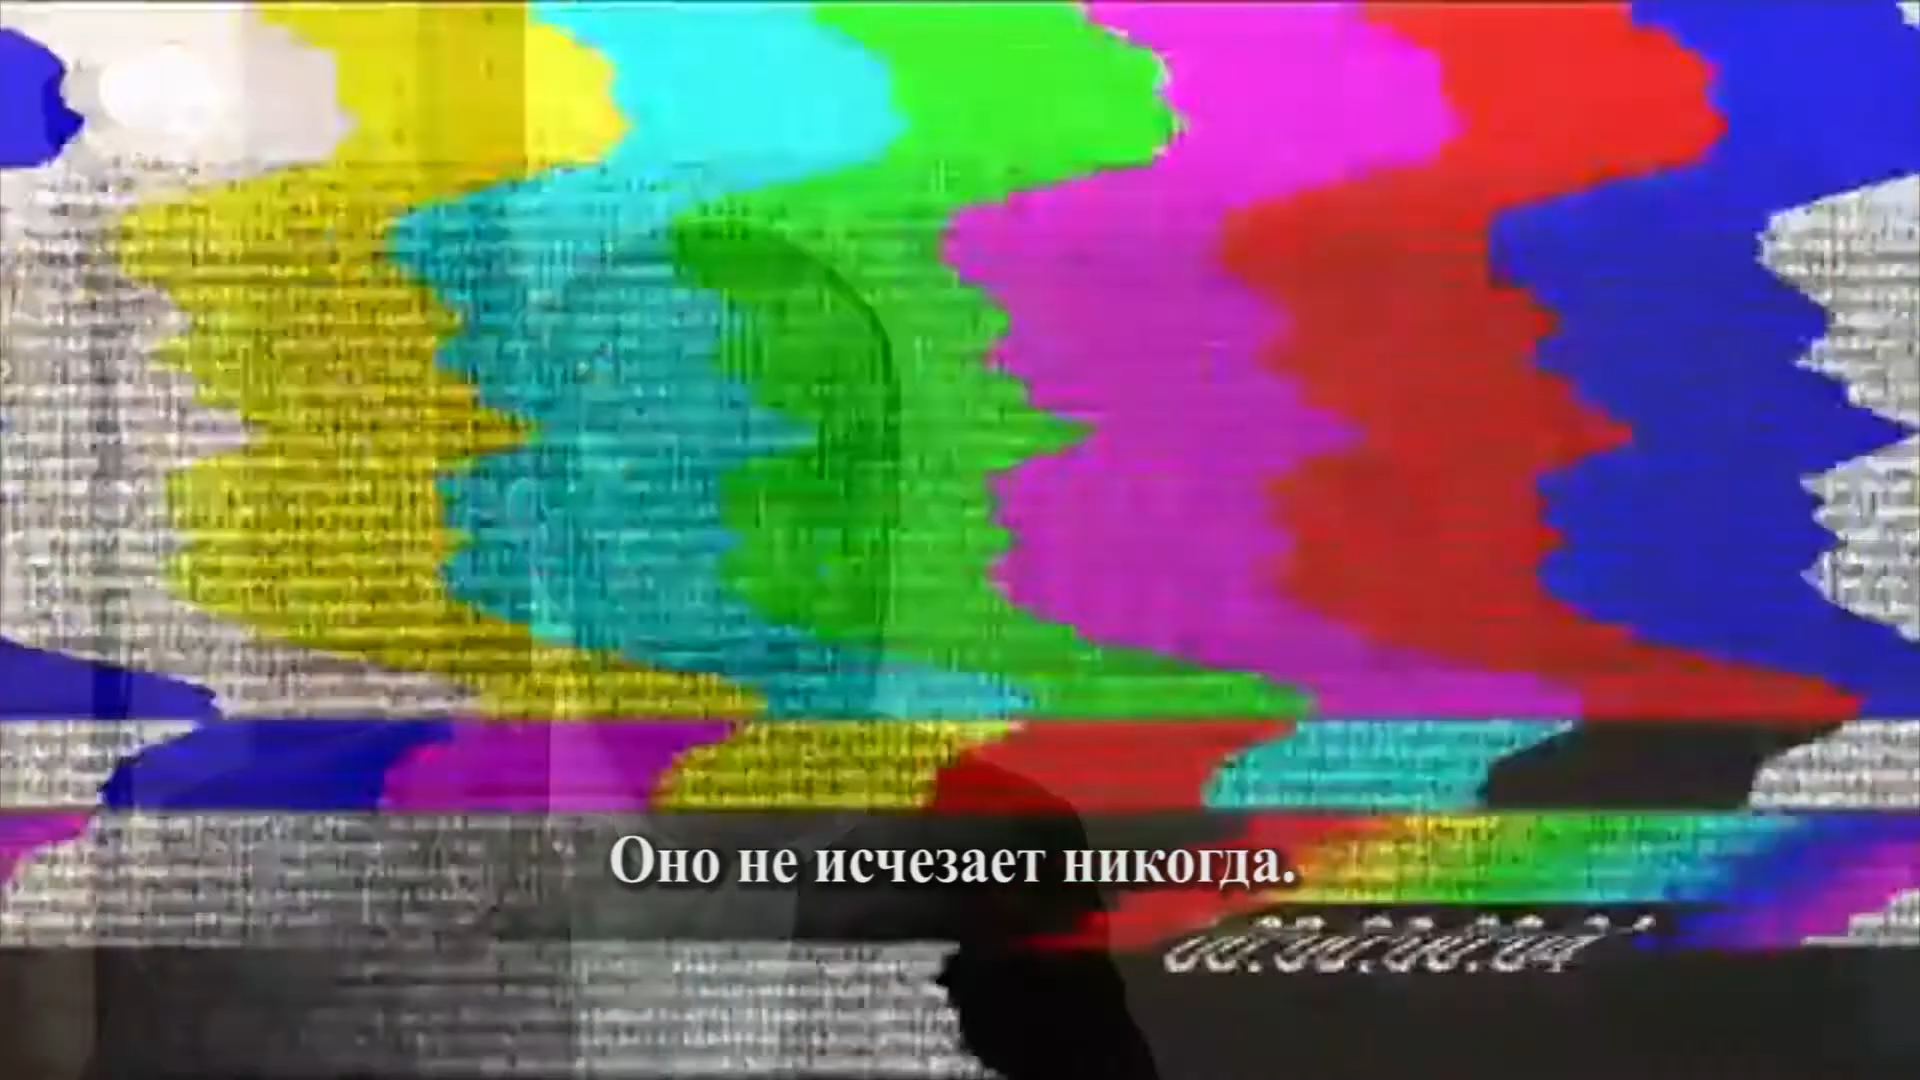 Оно не исчезает никогда.